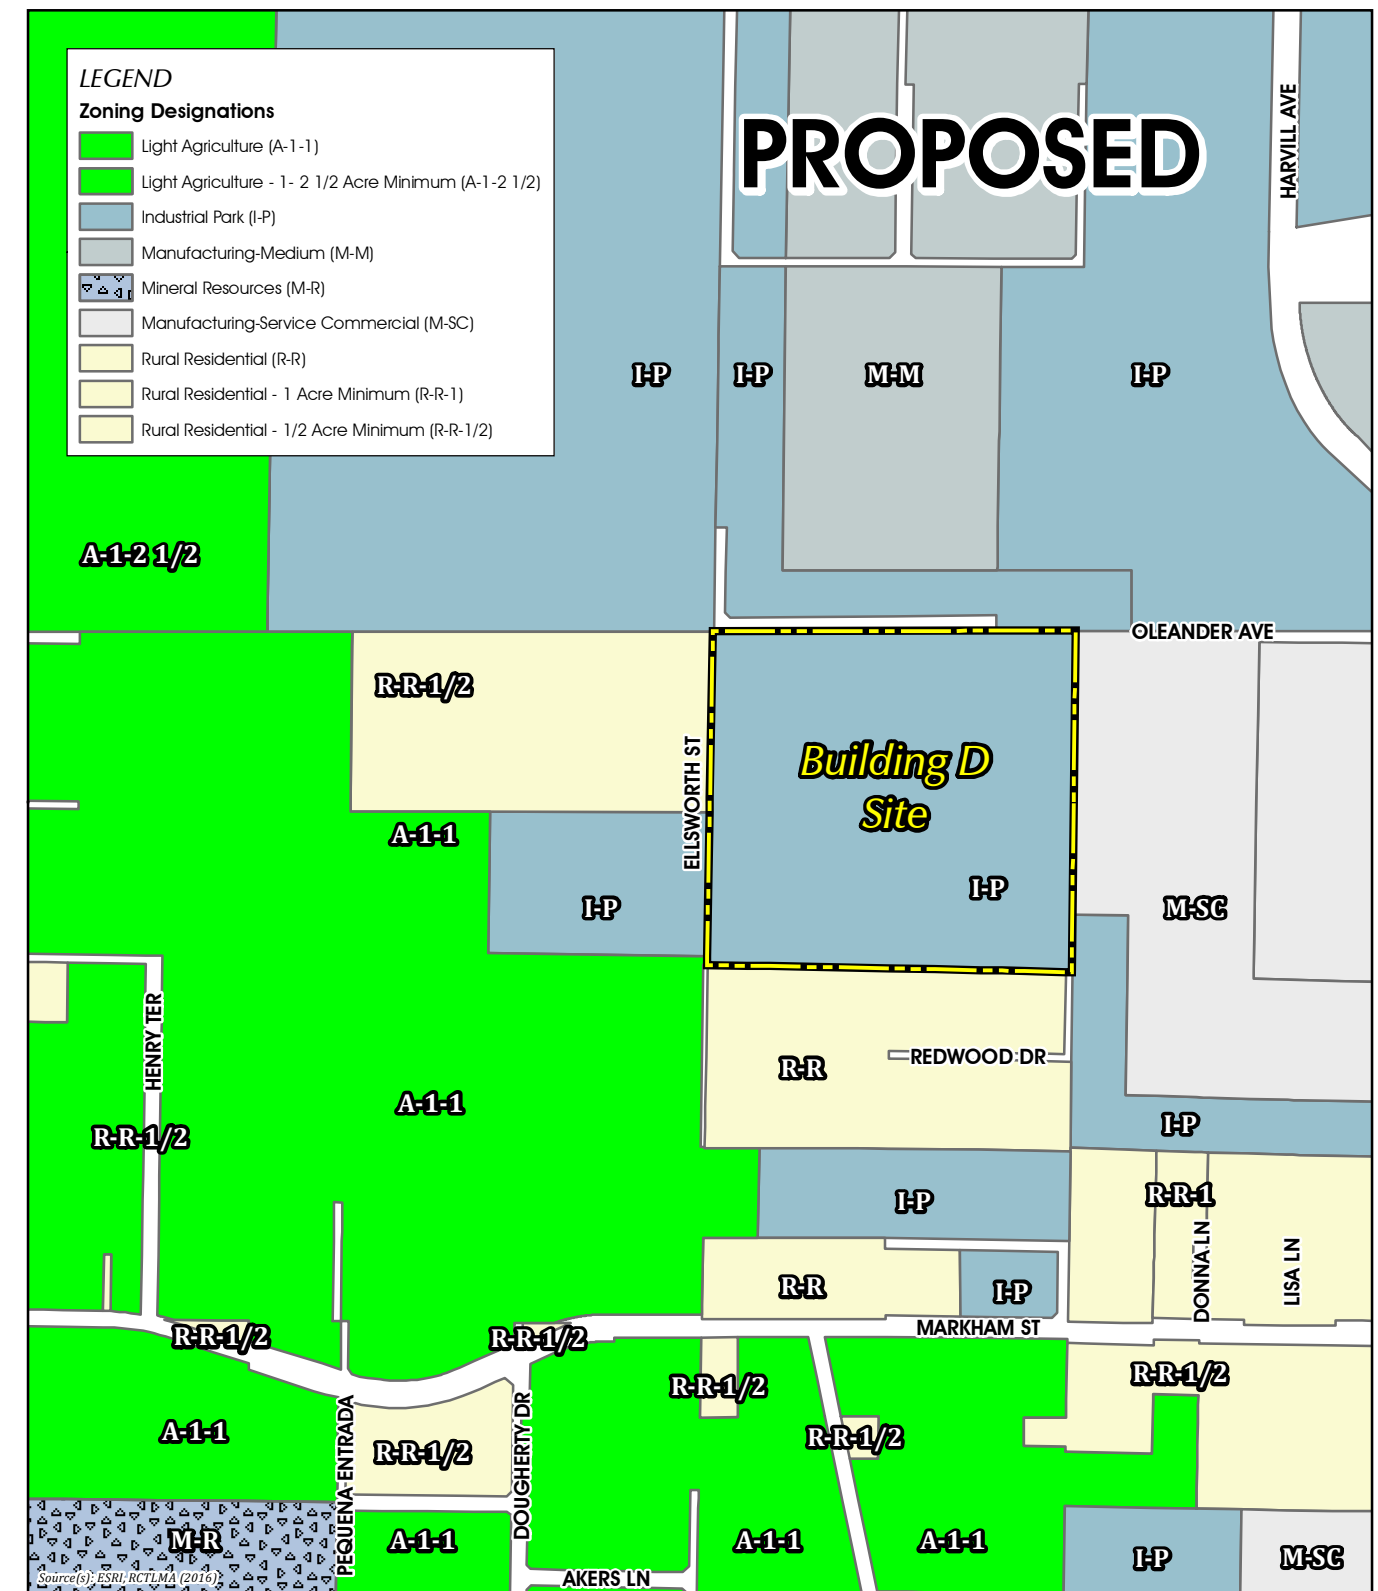 LEGEND
Zoning Designations
Light Agriculture (A-1-1)
Light Agriculture - 1- 2 1/2 Acre Minimum (A-1-2 1/2)
Industrial Park (I-P)
Manufacturing-Medium (M-M)
Mineral Resources (M-R)
Manufacturing-Service Commercial (M-SC)
Rural Residential (R-R)
Rural Residential - 1 Acre Minimum (R-R-1)
Rural Residential - 1/2 Acre Minimum (R-R-1/2)
PROPOSED
HARVILL AVE
I-P
I-P
M-M
I-P
A-1-2 1/2
OLEANDER AVE
R-R-1/2
ELLSWORTH ST
Building D
Site
A-1-1
I-P
I-P
M-SC
HENRY TER
REDWOOD DR
R-R
A-1-1
I-P
R-R-1/2
I-P
R-R-1
DONNA LN
LISA LN
R-R
I-P
MARKHAM ST
R-R-1/2
R-R-1/2
R-R-1/2
R-R-1/2
A-1-1
R-R-1/2
R-R-1/2
PEQUENA ENTRADA
DOUGHERTY DR
M-R
A-1-1
A-1-1
A-1-1
I-P
M-SC
AKERS LN
Source(s): ESRI, RCTLMA (2016)